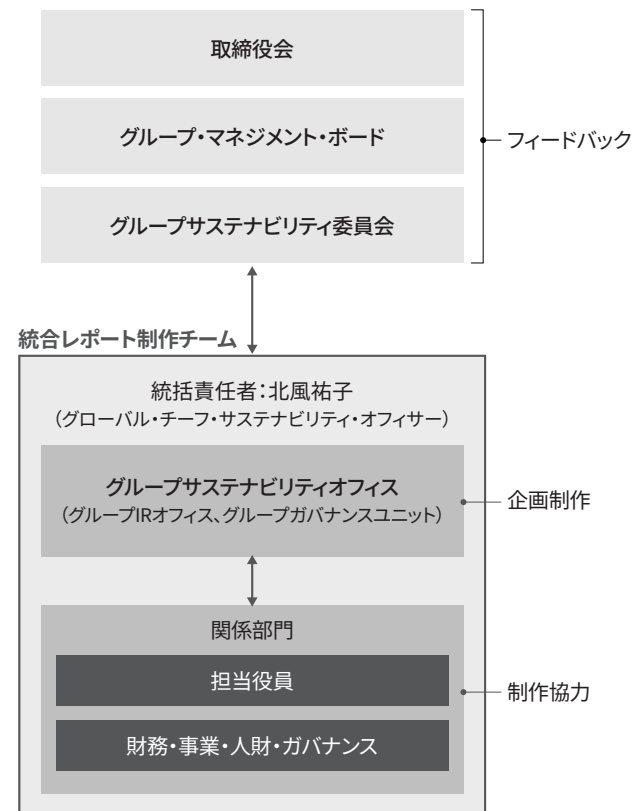 取締役会
グループ・マネジメント・ボード
フィードバック
グループサステナビリティ委員会
統合レポート制作チーム
統括責任者：北風祐子
（グローバル・チーフ・サステナビリティ・オフィサー）
グループサステナビリティオフィス
（グループIRオフィス、グループガバナンスユニット）
企画制作
関係部門
担当役員
制作協力
財務・事業・人財・ガバナンス